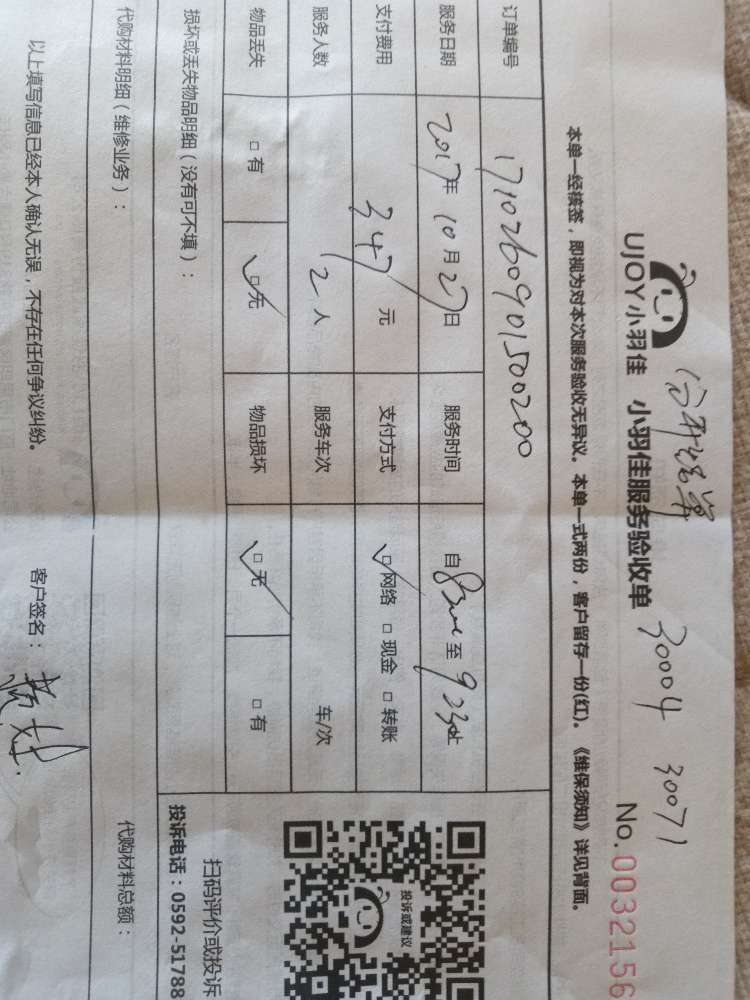 UJOY小羽佳 小羽佳服务验收单 30004 30071 No.0032156
本单一经核签，即视为对本次服务验收无异议。本单一式两份，客户留存一份(红)。《维保须知》详见背面。
订单编号 1710260901500200
服务日期 2017年10月27日 服务时间 自 至
支付费用 347元 支付方式 □网络 □现金 □转账
服务人数 2人 服务车次 车/次
物品丢失 □有 □无 物品损坏 □无 □有
损坏或丢失物品明细（没有可不填）：
代购材料明细（维修业务）： 代购材料总额：
以上填写信息已经本人确认无误，不存在任何争议纠纷。 客户签名：
投诉或建议
扫码评价或投诉
投诉电话：0592-51788